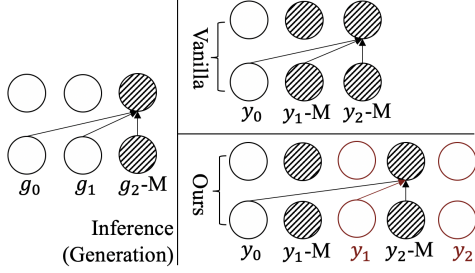 Vanilla
y₀ y₁-M y₂-M
g₀ g₁ g₂-M
Inference
(Generation)
Ours
y₀ y₁-M y₁ y₂-M y₂